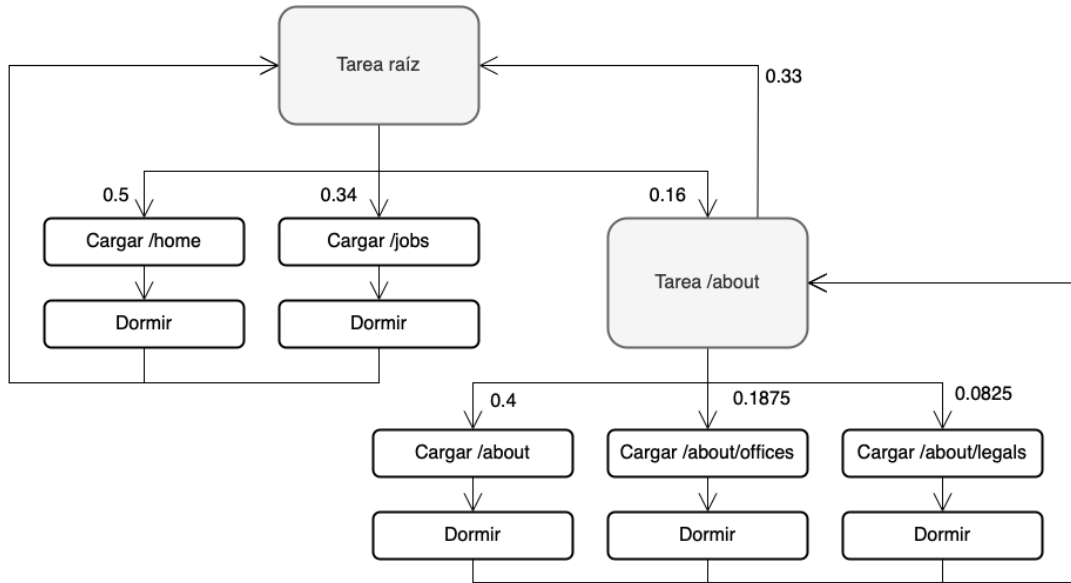 Tarea raíz
0.33
0.5
0.34
0.16
Cargar /home
Cargar /jobs
Tarea /about
Dormir
Dormir
0.4
0.1875
0.0825
Cargar /about
Cargar /about/offices
Cargar /about/legals
Dormir
Dormir
Dormir